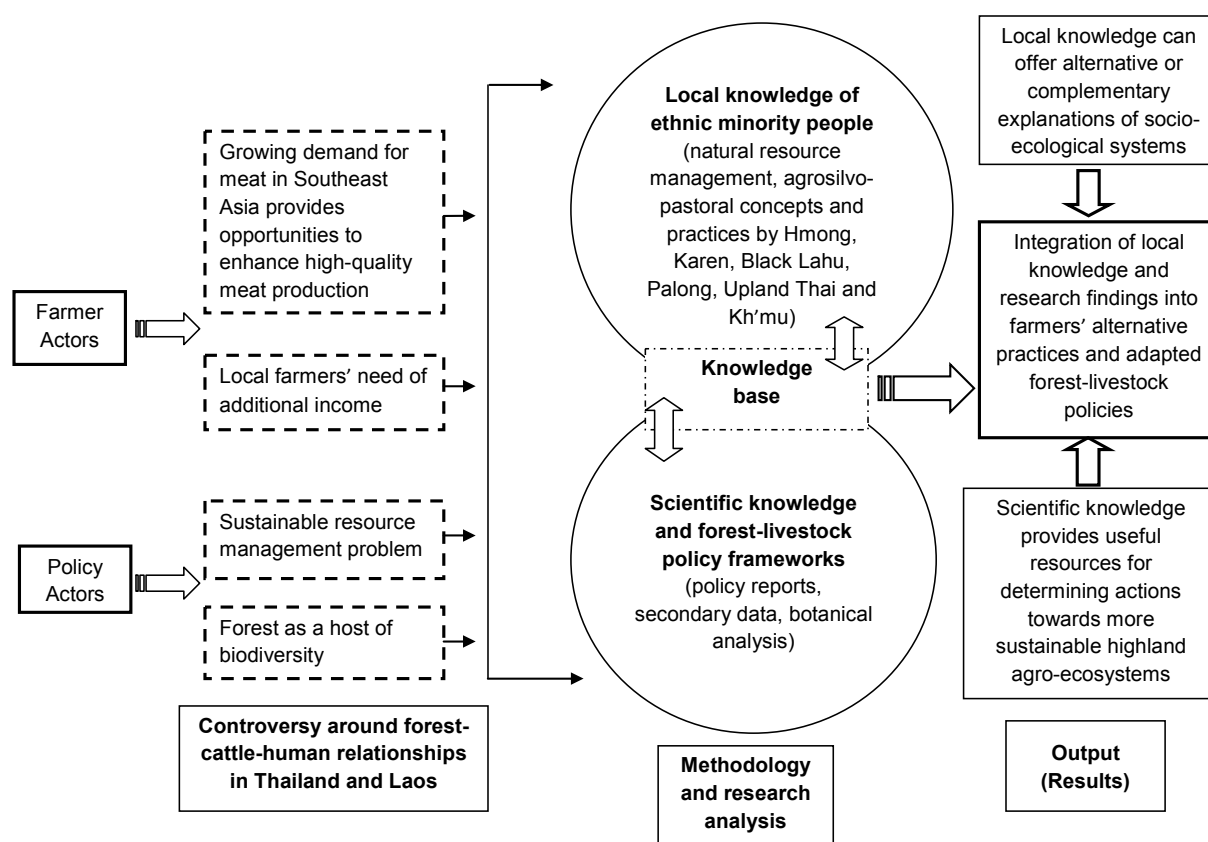 Farmer
Actors
Policy
Actors
Growing demand for
meat in Southeast
Asia provides
opportunities to
enhance high-quality
meat production
Local farmers’ need of
additional income
Sustainable resource
management problem
Forest as a host of
biodiversity
Controversy around forest-
cattle-human relationships
in Thailand and Laos
Local knowledge of
ethnic minority people
(natural resource
management, agrosilvo-
pastoral concepts and
practices by Hmong,
Karen, Black Lahu,
Palong, Upland Thai and
Kh’mu)
Knowledge
base
Scientific knowledge
and forest-livestock
policy frameworks
(policy reports,
secondary data, botanical
analysis)
Methodology
and research
analysis
Local knowledge can
offer alternative or
complementary
explanations of socio-
ecological systems
Integration of local
knowledge and
research findings into
farmers’ alternative
practices and adapted
forest-livestock
policies
Scientific knowledge
provides useful
resources for
determining actions
towards more
sustainable highland
agro-ecosystems
Output
(Results)